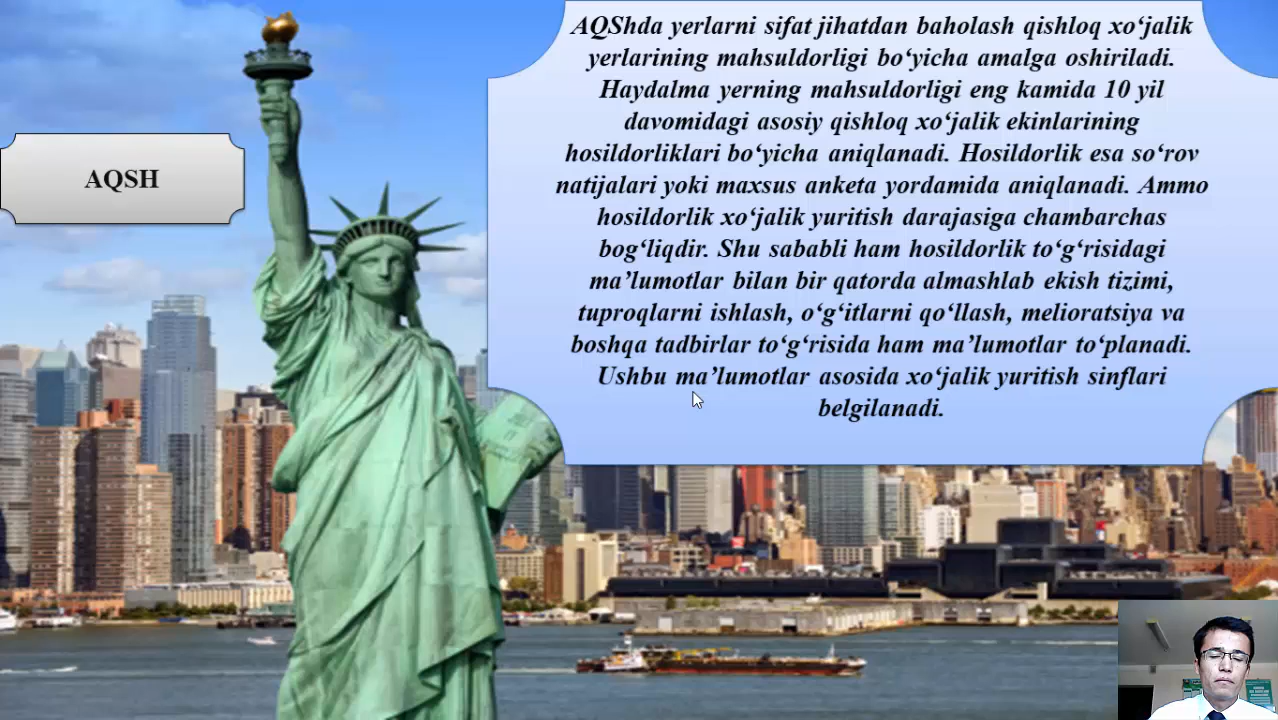 AQSH
AQShda yerlarni sifat jihatdan baholash qishloq xo‘jalik
yerlarining mahsuldorligi bo‘yicha amalga oshiriladi.
Haydalma yerning mahsuldorligi eng kamida 10 yil
davomidagi asosiy qishloq xo‘jalik ekinlarining
hosildorliklari bo‘yicha aniqlanadi. Hosildorlik esa so‘rov
natijalari yoki maxsus anketa yordamida aniqlanadi. Ammo
hosildorlik xo‘jalik yuritish darajasiga chambarchas
bog‘liqdir. Shu sababli ham hosildorlik to‘g‘risidagi
ma’lumotlar bilan bir qatorda almashlab ekish tizimi,
tuproqlarni ishlash, o‘g‘itlarni qo‘llash, melioratsiya va
boshqa tadbirlar to‘g‘risida ham ma’lumotlar to‘planadi.
Ushbu ma’lumotlar asosida xo‘jalik yuritish sinflari
belgilanadi.